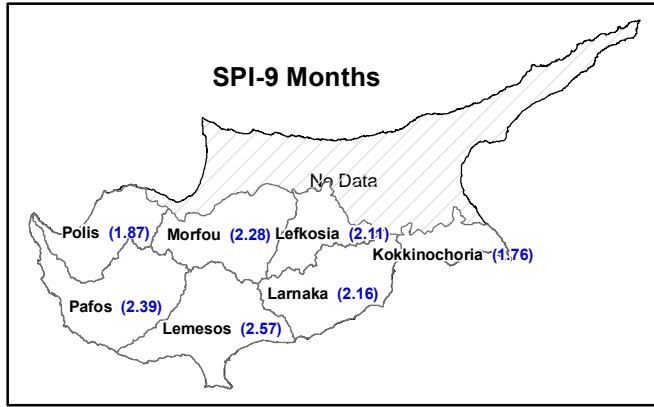 SPI-9 Months
No Data
Polis (1.87)
Morfou (2.28)
Lefkosia (2.11)
Kokkinochoria (1.76)
Pafos (2.39)
Larnaka (2.16)
Lemesos (2.57)